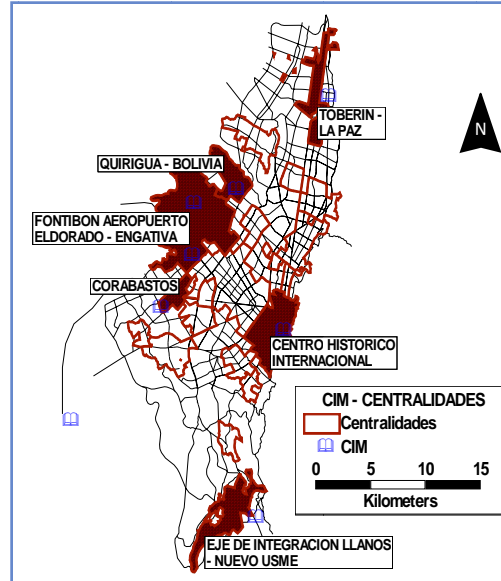 TOBERIN -
LA PAZ
N
QUIRIGUA - BOLIVIA
FONTIBON AEROPUERTO
ELDORADO - ENGATIVA
CORABASTOS
CENTRO HISTORICO
INTERNACIONAL
CIM - CENTRALIDADES
Centralidades
CIM
0 5 10 15
Kilometers
EJE DE INTEGRACION LLANOS
- NUEVO USME